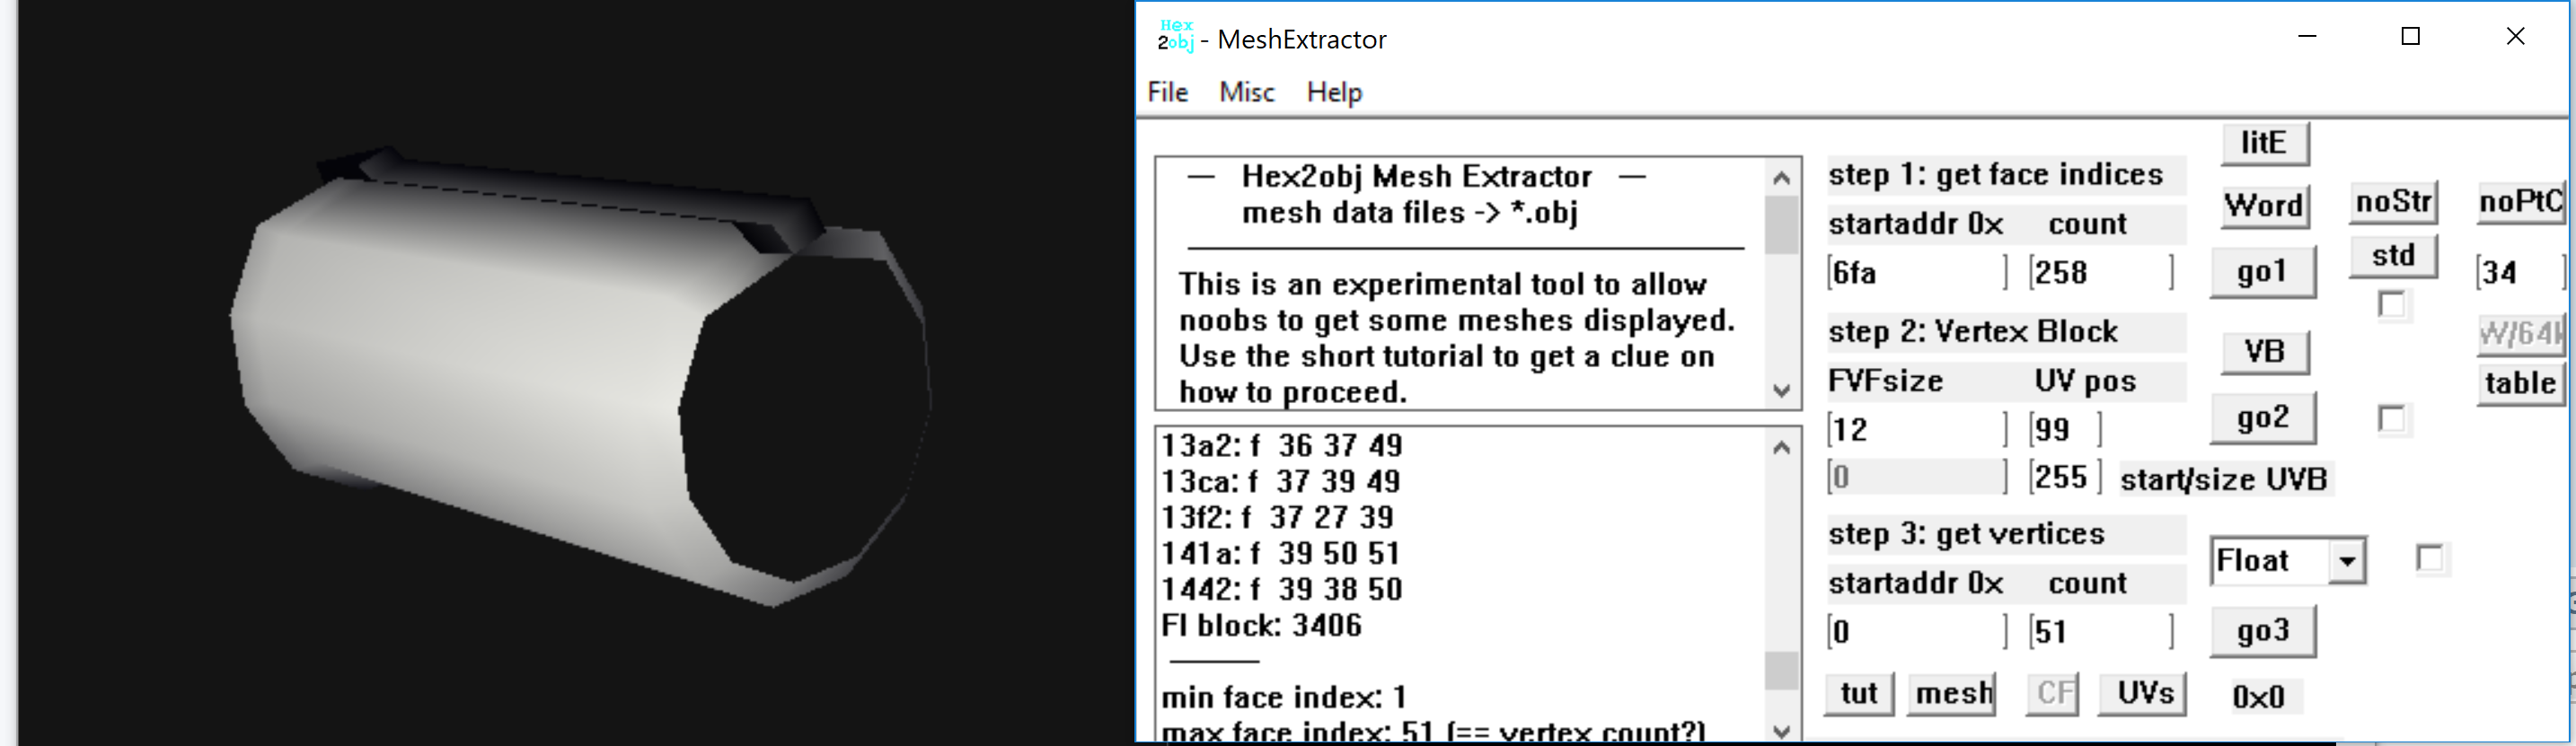 Hex
2obj - MeshExtractor
File Misc Help
— Hex2obj Mesh Extractor —
mesh data files -> *.obj
This is an experimental tool to allow
noobs to get some meshes displayed.
Use the short tutorial to get a clue on
how to proceed.
13a2: f 36 37 49
13ca: f 37 39 49
13f2: f 37 27 39
141a: f 39 50 51
1442: f 39 38 50
FI block: 3406
min face index: 1
max face index: 51 (== vertex count?)
step 1: get face indices
startaddr 0x count
[6fa ] [258 ]
step 2: Vertex Block
FVFsize UV pos
[12 ] [99 ]
[0 ] [255 ] start/size UVB
step 3: get vertices
startaddr 0x count
[0 ] [51 ]
tut mesh CF UVs 0x0
litE
Word noStr noPtC
go1 std [34 ]
VB W/64k
go2 table
Float
go3